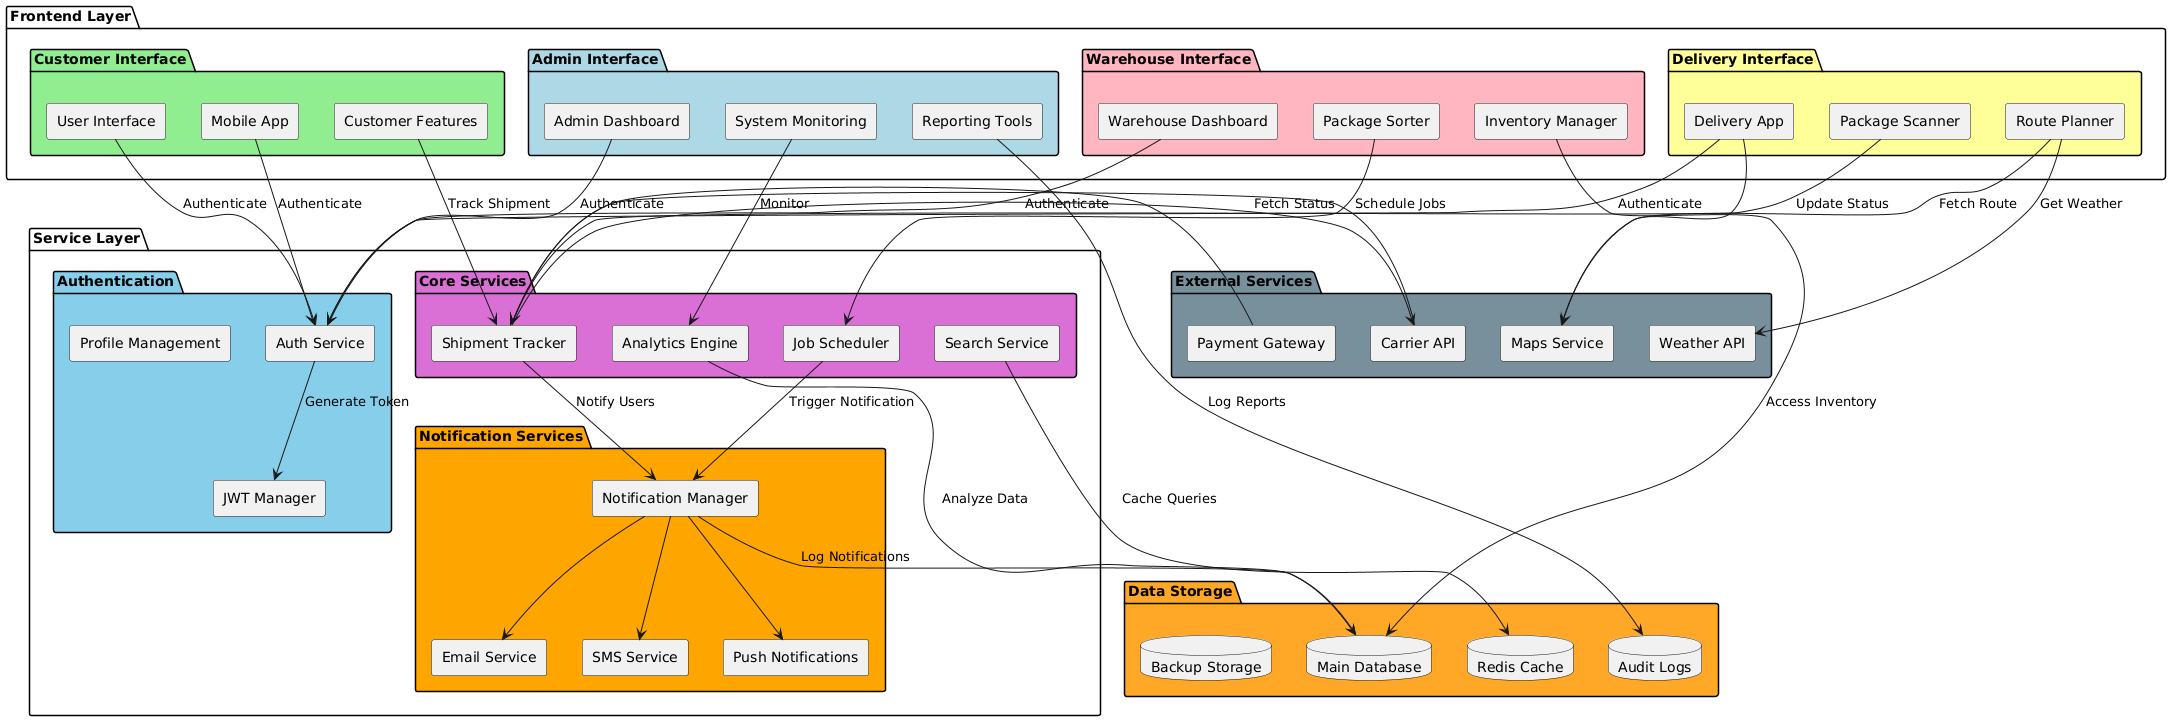 Frontend Layer
Customer Interface
Admin Interface
Warehouse Interface
Delivery Interface
User Interface
Mobile App
Customer Features
Admin Dashboard
System Monitoring
Reporting Tools
Warehouse Dashboard
Package Sorter
Inventory Manager
Delivery App
Package Scanner
Route Planner
Authenticate
Authenticate
Track Shipment
Authenticate
Monitor
Authenticate
Fetch Status
Schedule Jobs
Authenticate
Update Status
Fetch Route
Get Weather
Service Layer
Authentication
Core Services
External Services
Profile Management
Auth Service
Shipment Tracker
Analytics Engine
Job Scheduler
Search Service
Payment Gateway
Carrier API
Maps Service
Weather API
Generate Token
Notify Users
Trigger Notification
Log Reports
Access Inventory
Notification Services
JWT Manager
Notification Manager
Analyze Data
Cache Queries
Log Notifications
Data Storage
Email Service
SMS Service
Push Notifications
Backup Storage
Main Database
Redis Cache
Audit Logs